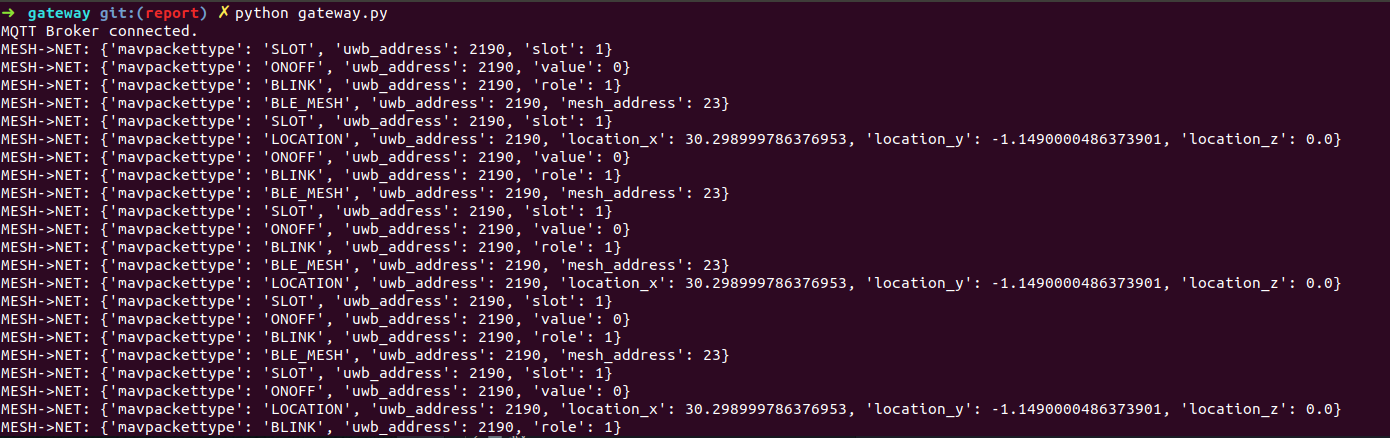 ➜ gateway git:(report) ✗ python gateway.py
MQTT Broker connected.
MESH->NET: {'mavpackettype': 'SLOT', 'uwb_address': 2190, 'slot': 1}
MESH->NET: {'mavpackettype': 'ONOFF', 'uwb_address': 2190, 'value': 0}
MESH->NET: {'mavpackettype': 'BLINK', 'uwb_address': 2190, 'role': 1}
MESH->NET: {'mavpackettype': 'BLE_MESH', 'uwb_address': 2190, 'mesh_address': 23}
MESH->NET: {'mavpackettype': 'SLOT', 'uwb_address': 2190, 'slot': 1}
MESH->NET: {'mavpackettype': 'LOCATION', 'uwb_address': 2190, 'location_x': 30.298999786376953, 'location_y': -1.1490000486373901, 'location_z': 0.0}
MESH->NET: {'mavpackettype': 'ONOFF', 'uwb_address': 2190, 'value': 0}
MESH->NET: {'mavpackettype': 'BLINK', 'uwb_address': 2190, 'role': 1}
MESH->NET: {'mavpackettype': 'BLE_MESH', 'uwb_address': 2190, 'mesh_address': 23}
MESH->NET: {'mavpackettype': 'SLOT', 'uwb_address': 2190, 'slot': 1}
MESH->NET: {'mavpackettype': 'ONOFF', 'uwb_address': 2190, 'value': 0}
MESH->NET: {'mavpackettype': 'BLINK', 'uwb_address': 2190, 'role': 1}
MESH->NET: {'mavpackettype': 'BLE_MESH', 'uwb_address': 2190, 'mesh_address': 23}
MESH->NET: {'mavpackettype': 'LOCATION', 'uwb_address': 2190, 'location_x': 30.298999786376953, 'location_y': -1.1490000486373901, 'location_z': 0.0}
MESH->NET: {'mavpackettype': 'SLOT', 'uwb_address': 2190, 'slot': 1}
MESH->NET: {'mavpackettype': 'ONOFF', 'uwb_address': 2190, 'value': 0}
MESH->NET: {'mavpackettype': 'BLINK', 'uwb_address': 2190, 'role': 1}
MESH->NET: {'mavpackettype': 'BLE_MESH', 'uwb_address': 2190, 'mesh_address': 23}
MESH->NET: {'mavpackettype': 'SLOT', 'uwb_address': 2190, 'slot': 1}
MESH->NET: {'mavpackettype': 'ONOFF', 'uwb_address': 2190, 'value': 0}
MESH->NET: {'mavpackettype': 'LOCATION', 'uwb_address': 2190, 'location_x': 30.298999786376953, 'location_y': -1.1490000486373901, 'location_z': 0.0}
MESH->NET: {'mavpackettype': 'BLINK', 'uwb_address': 2190, 'role': 1}